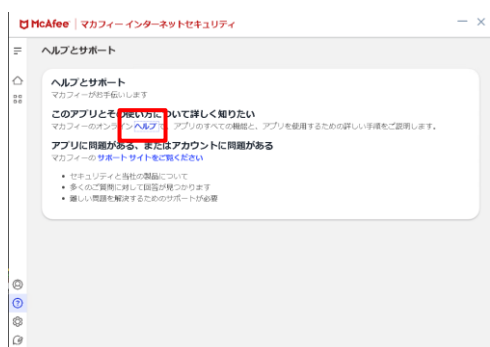 McAfee | マカフィー インターネットセキュリティ
ヘルプとサポート
ヘルプとサポート
マカフィーがお手伝いします
このアプリとその使い方について詳しく知りたい
マカフィーのオンライン ヘルプ で、アプリのすべての機能と、アプリを使用するための詳しい手順をご説明します。
アプリに問題がある、またはアカウントに問題がある
マカフィーの サポート サイトをご覧ください
• セキュリティと当社の製品について
• 多くのご質問に対して回答が見つかります
• 難しい問題を解決するためのサポートが必要